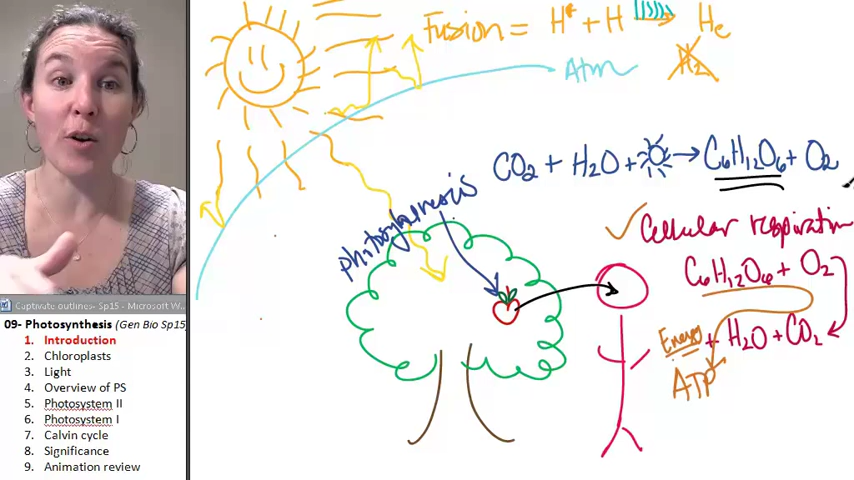 Fusion = H + H → He
H2
Atm
CO2 + H2O + → C6H12O6 + O2
photosynthesis
✓ Cellular respiration
C6H12O6 + O2
Energy + H2O + CO2
ATP
Captivate outlines- Sp15 - Microsoft W...
09- Photosynthesis (Gen Bio Sp15)
1. Introduction
2. Chloroplasts
3. Light
4. Overview of PS
5. Photosystem II
6. Photosystem I
7. Calvin cycle
8. Significance
9. Animation review